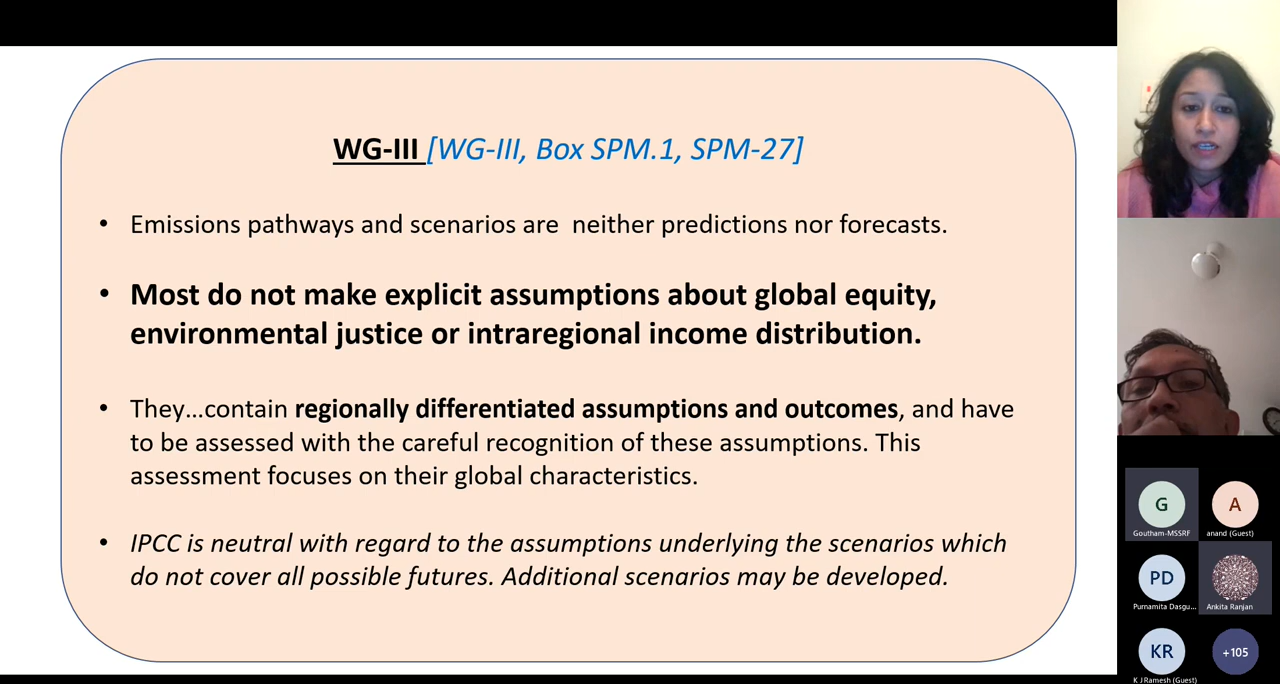 WG-III [WG-III, Box SPM.1, SPM-27]
• Emissions pathways and scenarios are  neither predictions nor forecasts.
• Most do not make explicit assumptions about global equity,
environmental justice or intraregional income distribution.
• They...contain regionally differentiated assumptions and outcomes, and have
to be assessed with the careful recognition of these assumptions. This
assessment focuses on their global characteristics.
• IPCC is neutral with regard to the assumptions underlying the scenarios which
do not cover all possible futures. Additional scenarios may be developed.
G
Goutham-MSSRF
A
anand (Guest)
PD
Purnamita Dasgu...
Ankita Ranjan
KR
K J Ramesh (Guest)
+105